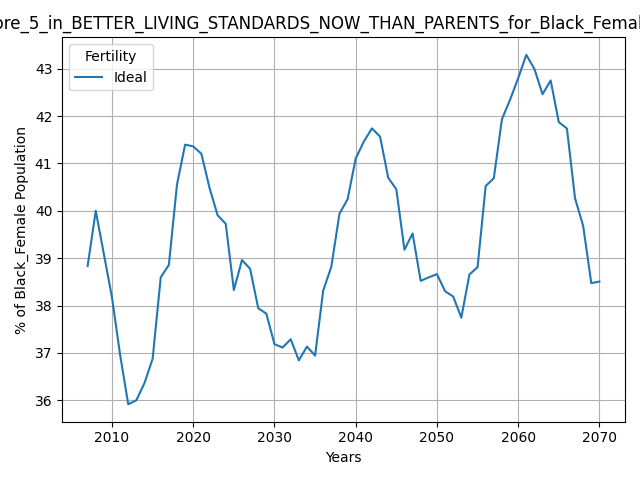 ore_5_in_BETTER_LIVING_STANDARDS_NOW_THAN_PARENTS_for_Black_Femal
Fertility
Ideal
43
42
41
40
39
38
37
36
% of Black_Female Population
2010 2020 2030 2040 2050 2060 2070
Years